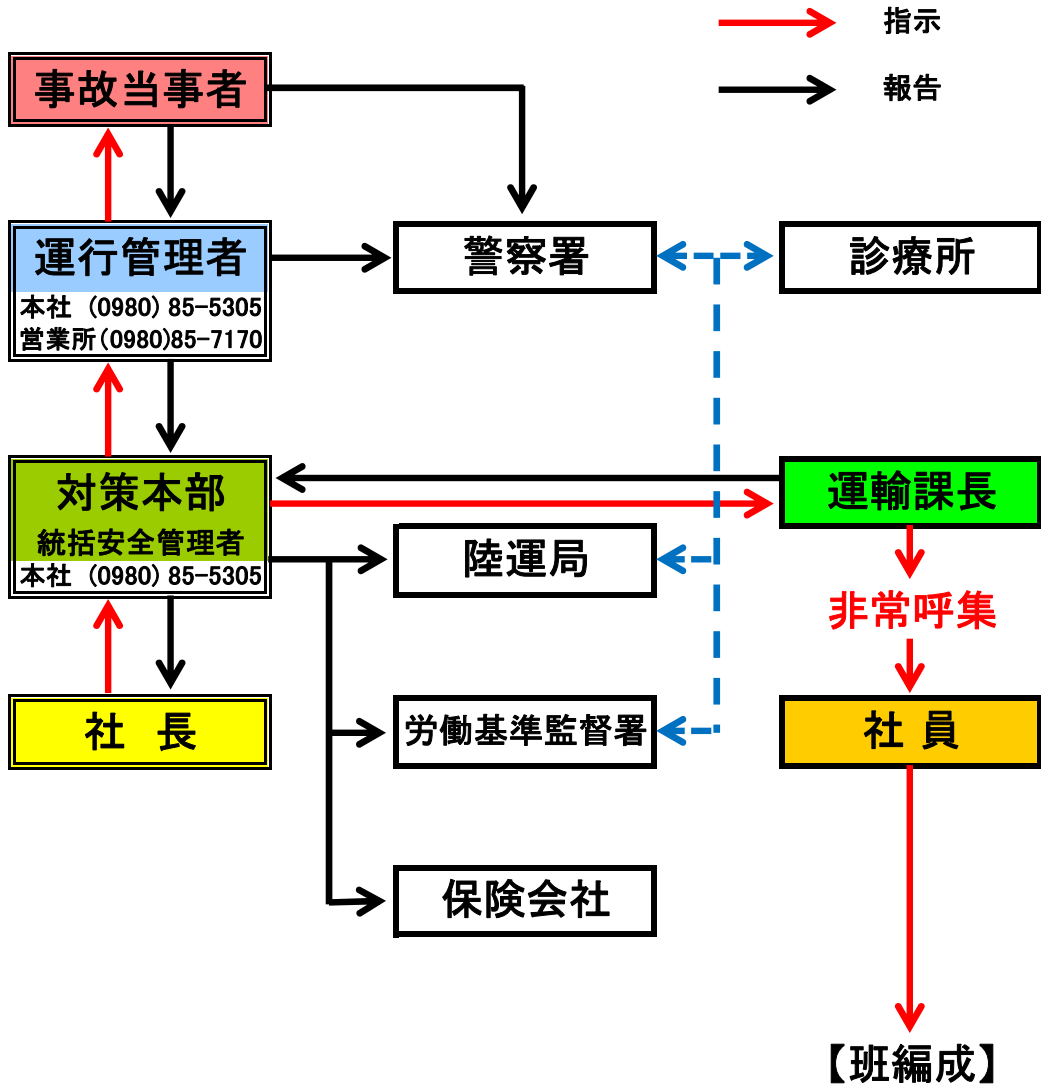 指示
報告
事故当事者
運行管理者
本社 (0980) 85-5305
営業所(0980)85-7170
警察署
診療所
対策本部
統括安全管理者
本社 (0980) 85-5305
運輸課長
陸運局
非常呼集
社 長
労働基準監督署
社 員
保険会社
【班編成】